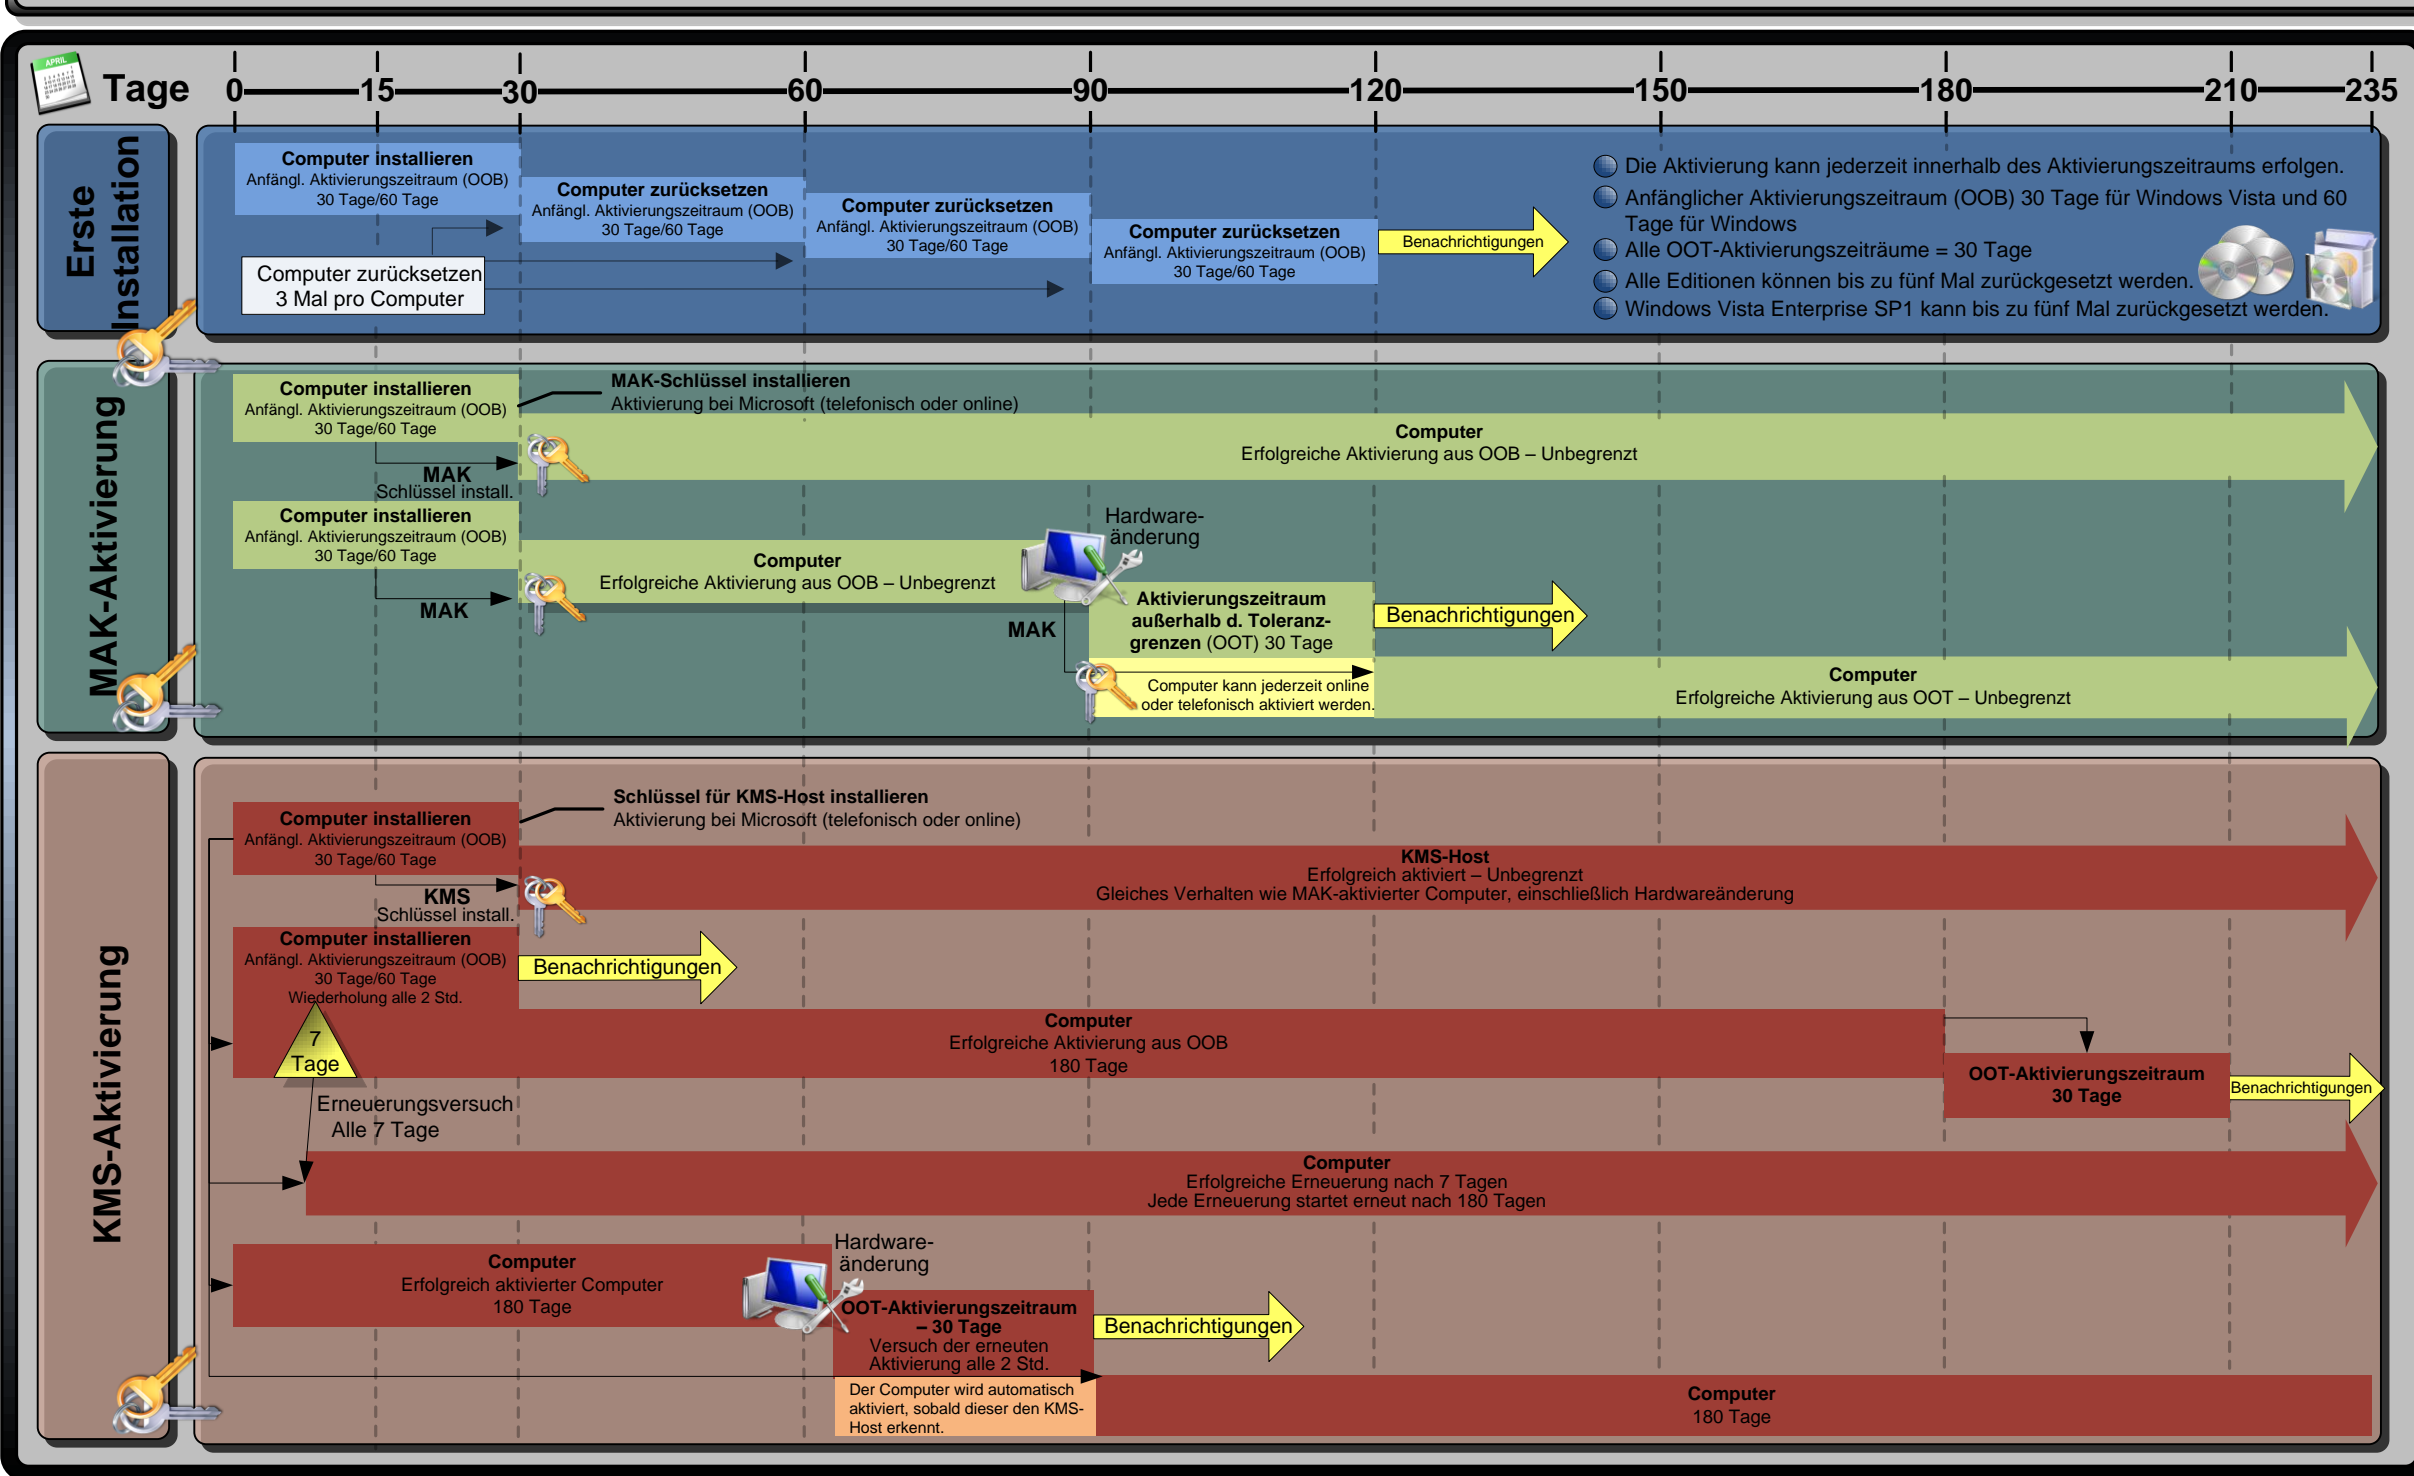 APRIL
Tage 0 15 30 60 90 120 150 180 210 235
Erste
Installation
Computer installieren
Anfängl. Aktivierungszeitraum (OOB)
30 Tage/60 Tage
Computer zurücksetzen
Anfängl. Aktivierungszeitraum (OOB)
30 Tage/60 Tage
Computer zurücksetzen
Anfängl. Aktivierungszeitraum (OOB)
30 Tage/60 Tage
Computer zurücksetzen
Anfängl. Aktivierungszeitraum (OOB)
30 Tage/60 Tage
Computer zurücksetzen
3 Mal pro Computer
Benachrichtigungen
Die Aktivierung kann jederzeit innerhalb des Aktivierungszeitraums erfolgen.
Anfänglicher Aktivierungszeitraum (OOB) 30 Tage für Windows Vista und 60
Tage für Windows
Alle OOT-Aktivierungszeiträume = 30 Tage
Alle Editionen können bis zu fünf Mal zurückgesetzt werden.
Windows Vista Enterprise SP1 kann bis zu fünf Mal zurückgesetzt werden.
MAK-Aktivierung
Computer installieren
Anfängl. Aktivierungszeitraum (OOB)
30 Tage/60 Tage
MAK-Schlüssel installieren
Aktivierung bei Microsoft (telefonisch oder online)
MAK
Schlüssel install.
Computer
Erfolgreiche Aktivierung aus OOB – Unbegrenzt
Computer installieren
Anfängl. Aktivierungszeitraum (OOB)
30 Tage/60 Tage
MAK
Computer
Erfolgreiche Aktivierung aus OOB – Unbegrenzt
Hardware-
änderung
MAK
Aktivierungszeitraum
außerhalb d. Toleranz-
grenzen (OOT) 30 Tage
Benachrichtigungen
Computer kann jederzeit online
oder telefonisch aktiviert werden.
Computer
Erfolgreiche Aktivierung aus OOT – Unbegrenzt
KMS-Aktivierung
Computer installieren
Anfängl. Aktivierungszeitraum (OOB)
30 Tage/60 Tage
Schlüssel für KMS-Host installieren
Aktivierung bei Microsoft (telefonisch oder online)
KMS
Schlüssel install.
KMS-Host
Erfolgreich aktiviert – Unbegrenzt
Gleiches Verhalten wie MAK-aktivierter Computer, einschließlich Hardwareänderung
Computer installieren
Anfängl. Aktivierungszeitraum (OOB)
30 Tage/60 Tage
Wiederholung alle 2 Std.
Benachrichtigungen
7
Tage
Computer
Erfolgreiche Aktivierung aus OOB
180 Tage
OOT-Aktivierungszeitraum
30 Tage
Benachrichtigungen
Erneuerungsversuch
Alle 7 Tage
Computer
Erfolgreiche Erneuerung nach 7 Tagen
Jede Erneuerung startet erneut nach 180 Tagen
Computer
Erfolgreich aktivierter Computer
180 Tage
Hardware-
änderung
OOT-Aktivierungszeitraum
– 30 Tage
Versuch der erneuten
Aktivierung alle 2 Std.
Benachrichtigungen
Der Computer wird automatisch
aktiviert, sobald dieser den KMS-
Host erkennt.
Computer
180 Tage